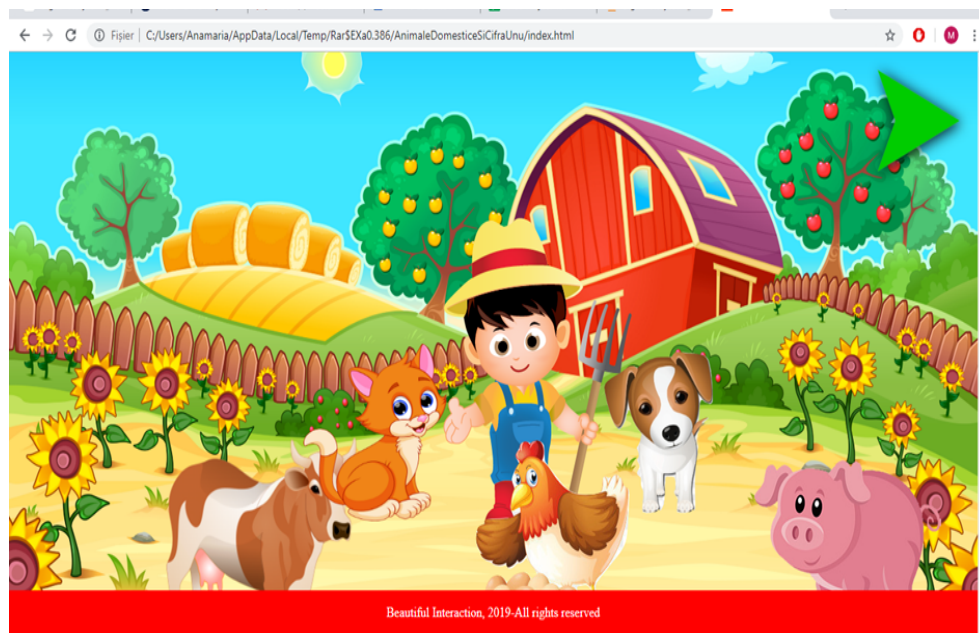 Fișier
C:/Users/Anamaria/AppData/Local/Temp/Rar$EXa0.386/AnimaleDomesticeSiCifraUnu/index.html
M
Beautiful Interaction, 2019-All rights reserved